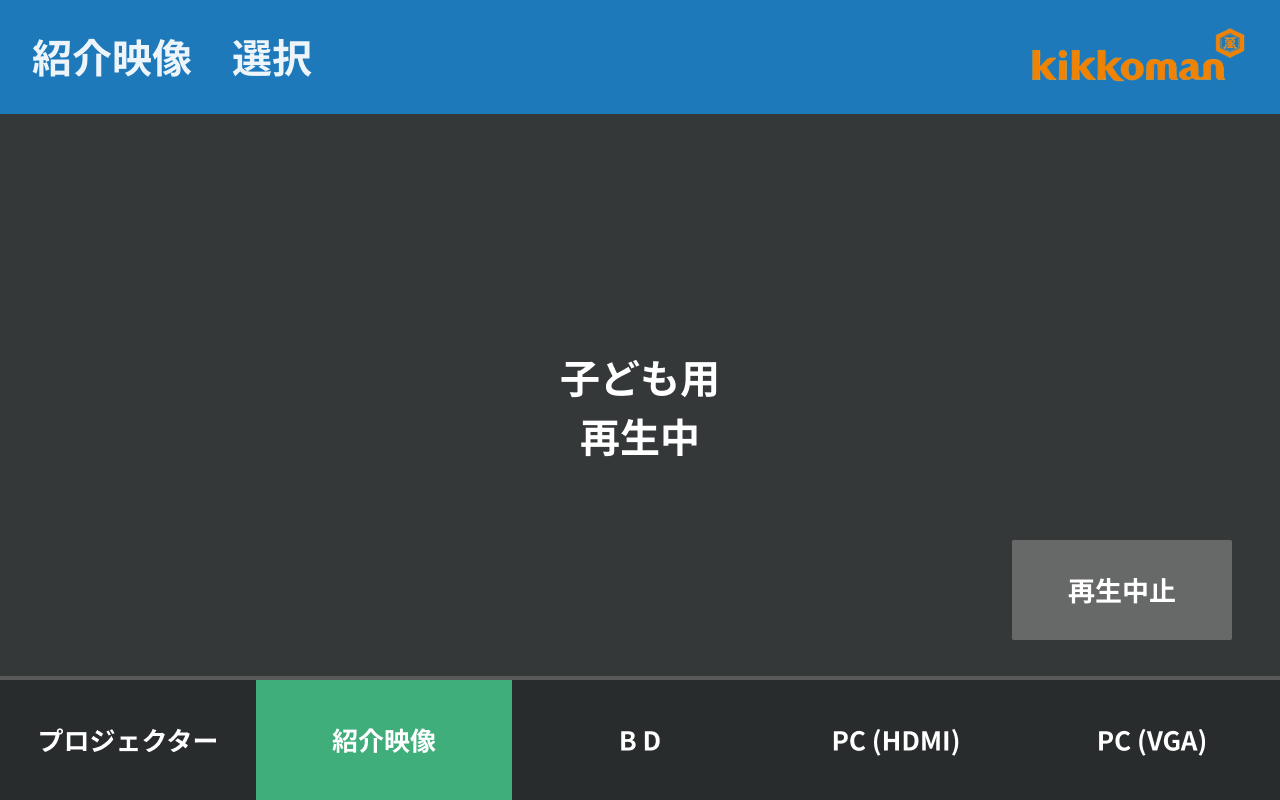 紹介映像　選択
kikkoman
子ども用
再生中
再生中止
プロジェクター
紹介映像
B D
PC (HDMI)
PC (VGA)